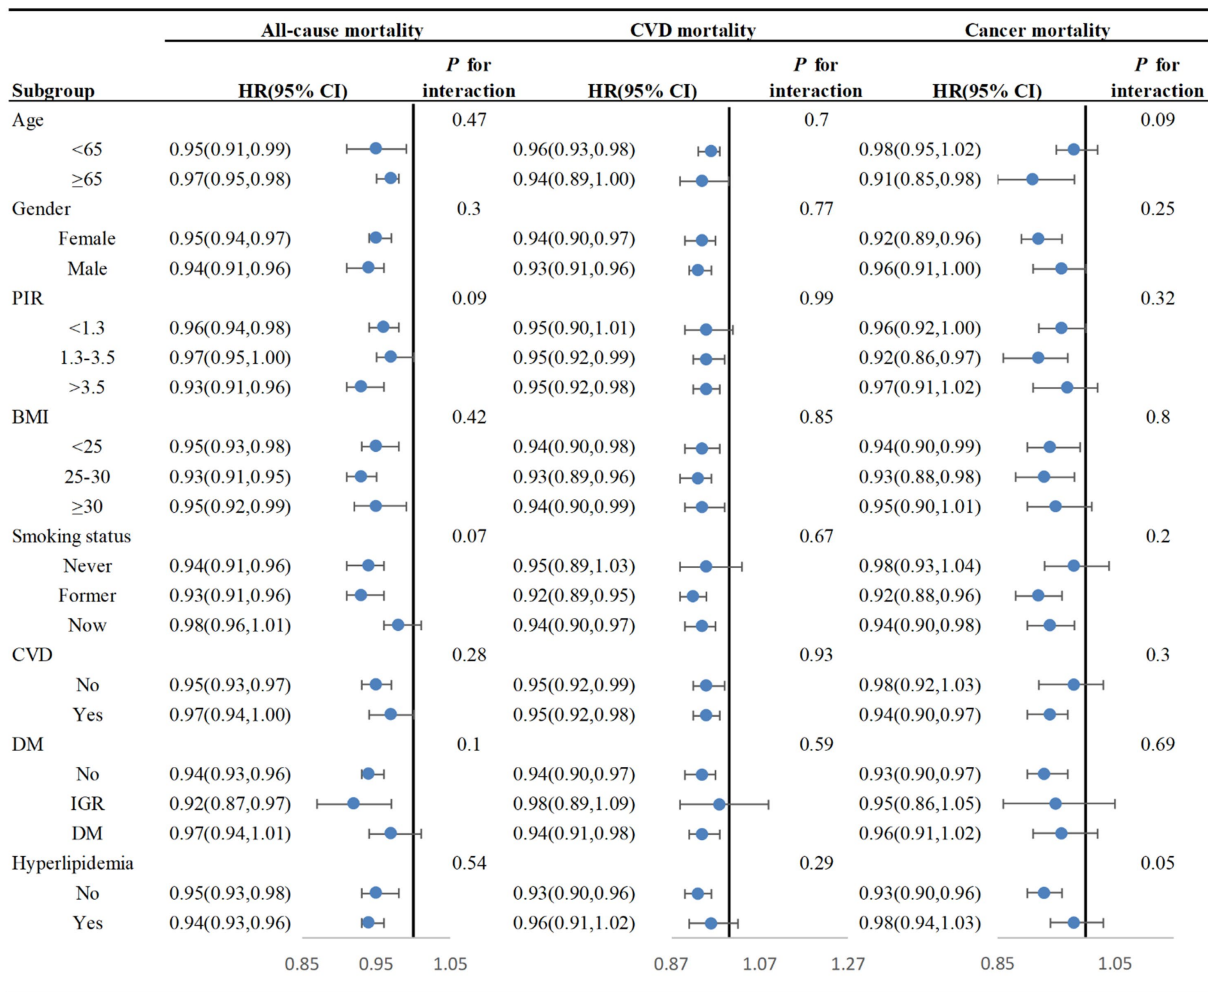 All-cause mortality CVD mortality Cancer mortality
P for P for P for
Subgroup HR(95% CI) interaction HR(95% CI) interaction HR(95% CI) interaction
Age 0.47 0.7 0.09
<65 0.95(0.91,0.99) 0.96(0.93,0.98) 0.98(0.95,1.02)
≥65 0.97(0.95,0.98) 0.94(0.89,1.00) 0.91(0.85,0.98)
Gender 0.3 0.77 0.25
Female 0.95(0.94,0.97) 0.94(0.90,0.97) 0.92(0.89,0.96)
Male 0.94(0.91,0.96) 0.93(0.91,0.96) 0.96(0.91,1.00)
PIR 0.09 0.99 0.32
<1.3 0.96(0.94,0.98) 0.95(0.90,1.01) 0.96(0.92,1.00)
1.3-3.5 0.97(0.95,1.00) 0.95(0.92,0.99) 0.92(0.86,0.97)
>3.5 0.93(0.91,0.96) 0.95(0.92,0.98) 0.97(0.91,1.02)
BMI 0.42 0.85 0.8
<25 0.95(0.93,0.98) 0.94(0.90,0.98) 0.94(0.90,0.99)
25-30 0.93(0.91,0.95) 0.93(0.89,0.96) 0.93(0.88,0.98)
≥30 0.95(0.92,0.99) 0.94(0.90,0.99) 0.95(0.90,1.01)
Smoking status 0.07 0.67 0.2
Never 0.94(0.91,0.96) 0.95(0.89,1.03) 0.98(0.93,1.04)
Former 0.93(0.91,0.96) 0.92(0.89,0.95) 0.92(0.88,0.96)
Now 0.98(0.96,1.01) 0.94(0.90,0.97) 0.94(0.90,0.98)
CVD 0.28 0.93 0.3
No 0.95(0.93,0.97) 0.95(0.92,0.99) 0.98(0.92,1.03)
Yes 0.97(0.94,1.00) 0.95(0.92,0.98) 0.94(0.90,0.97)
DM 0.1 0.59 0.69
No 0.94(0.93,0.96) 0.94(0.90,0.97) 0.93(0.90,0.97)
IGR 0.92(0.87,0.97) 0.98(0.89,1.09) 0.95(0.86,1.05)
DM 0.97(0.94,1.01) 0.94(0.91,0.98) 0.96(0.91,1.02)
Hyperlipidemia 0.54 0.29 0.05
No 0.95(0.93,0.98) 0.93(0.90,0.96) 0.93(0.90,0.96)
Yes 0.94(0.93,0.96) 0.96(0.91,1.02) 0.98(0.94,1.03)
0.85 0.95 1.05 0.87 1.07 1.27 0.85 1.05